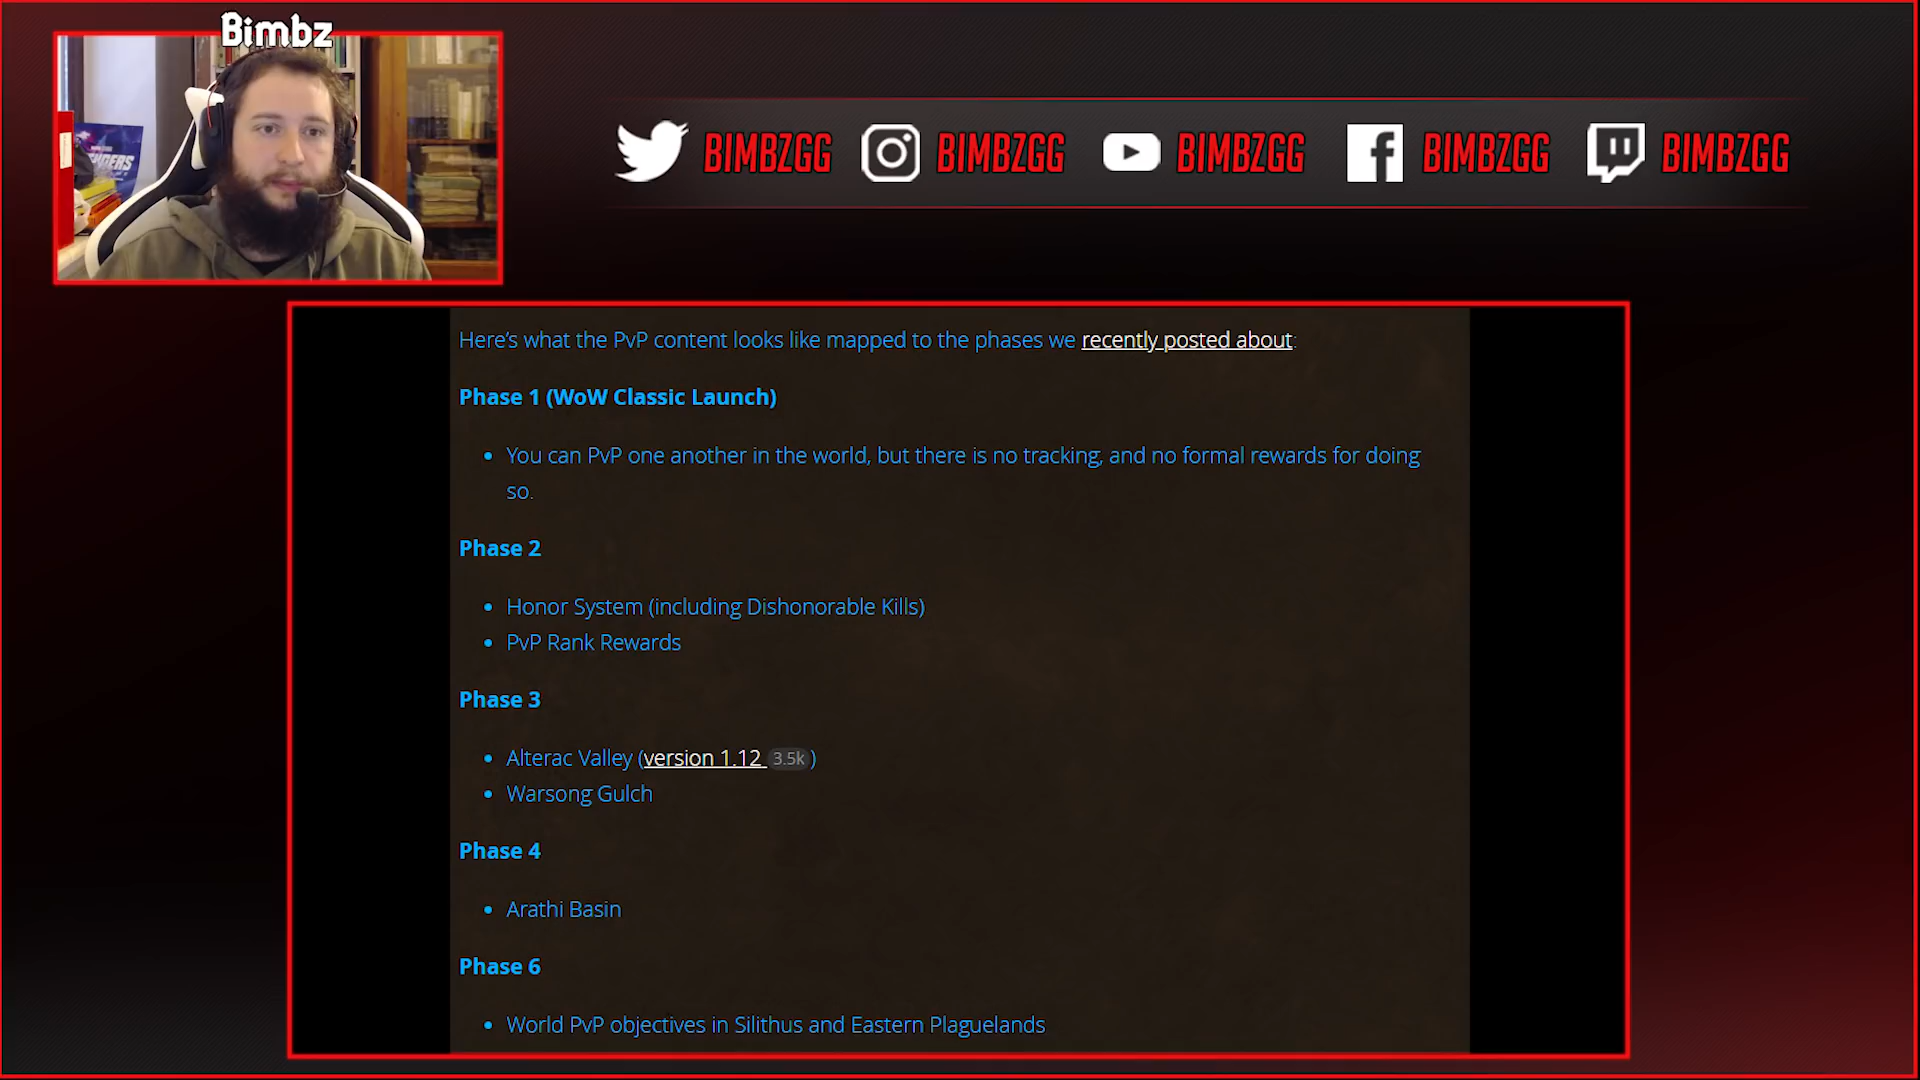 Bimbz
BIMBZGG BIMBZGG BIMBZGG BIMBZGG BIMBZGG
Here's what the PvP content looks like mapped to the phases we recently posted about:
Phase 1 (WoW Classic Launch)
• You can PvP one another in the world, but there is no tracking, and no formal rewards for doing
so.
Phase 2
• Honor System (including Dishonorable Kills)
• PvP Rank Rewards
Phase 3
• Alterac Valley (version 1.12 3.5k)
• Warsong Gulch
Phase 4
• Arathi Basin
Phase 6
• World PvP objectives in Silithus and Eastern Plaguelands